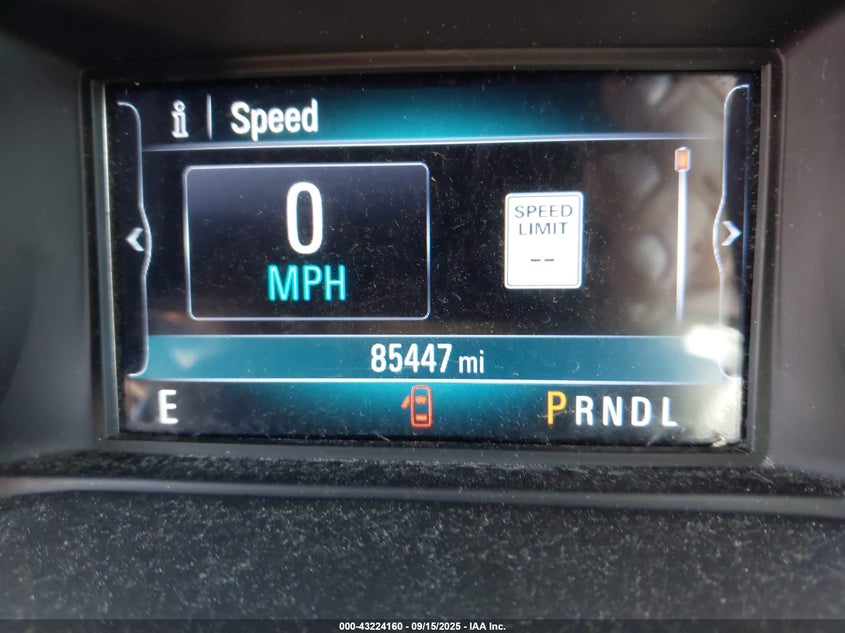 i | Speed
0
MPH
SPEED
LIMIT
--
85447 mi
E
PRNDL
000-43224160 - 09/15/2025 - IAA Inc.